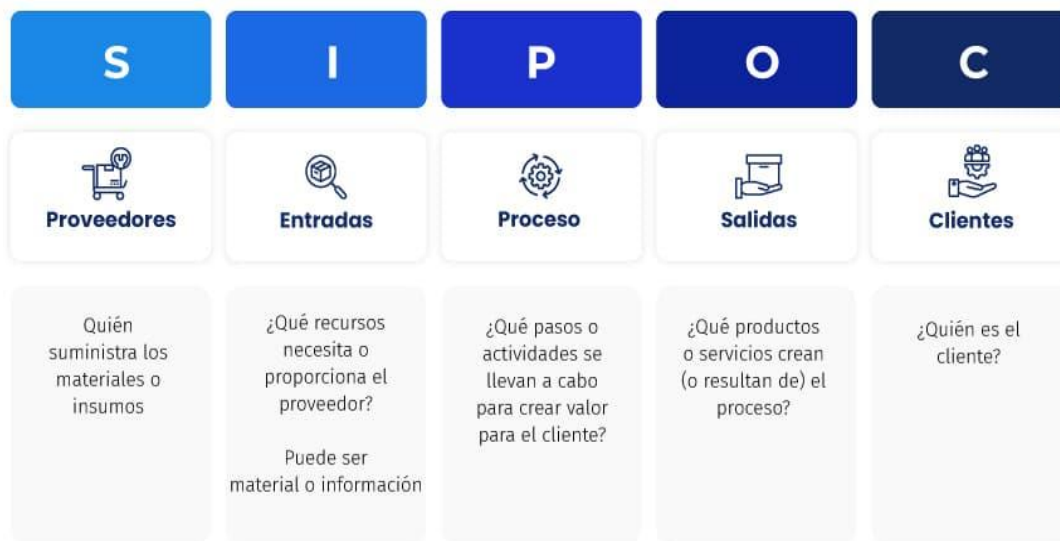 S
I
P
O
C
Proveedores
Entradas
Proceso
Salidas
Clientes
Quién
suministra los
materiales o
insumos
¿Qué recursos
necesita o
proporciona el
proveedor?
Puede ser
material o información
¿Qué pasos o
actividades se
llevan a cabo
para crear valor
para el cliente?
¿Qué productos
o servicios crean
(o resultan de) el
proceso?
¿Quién es el
cliente?